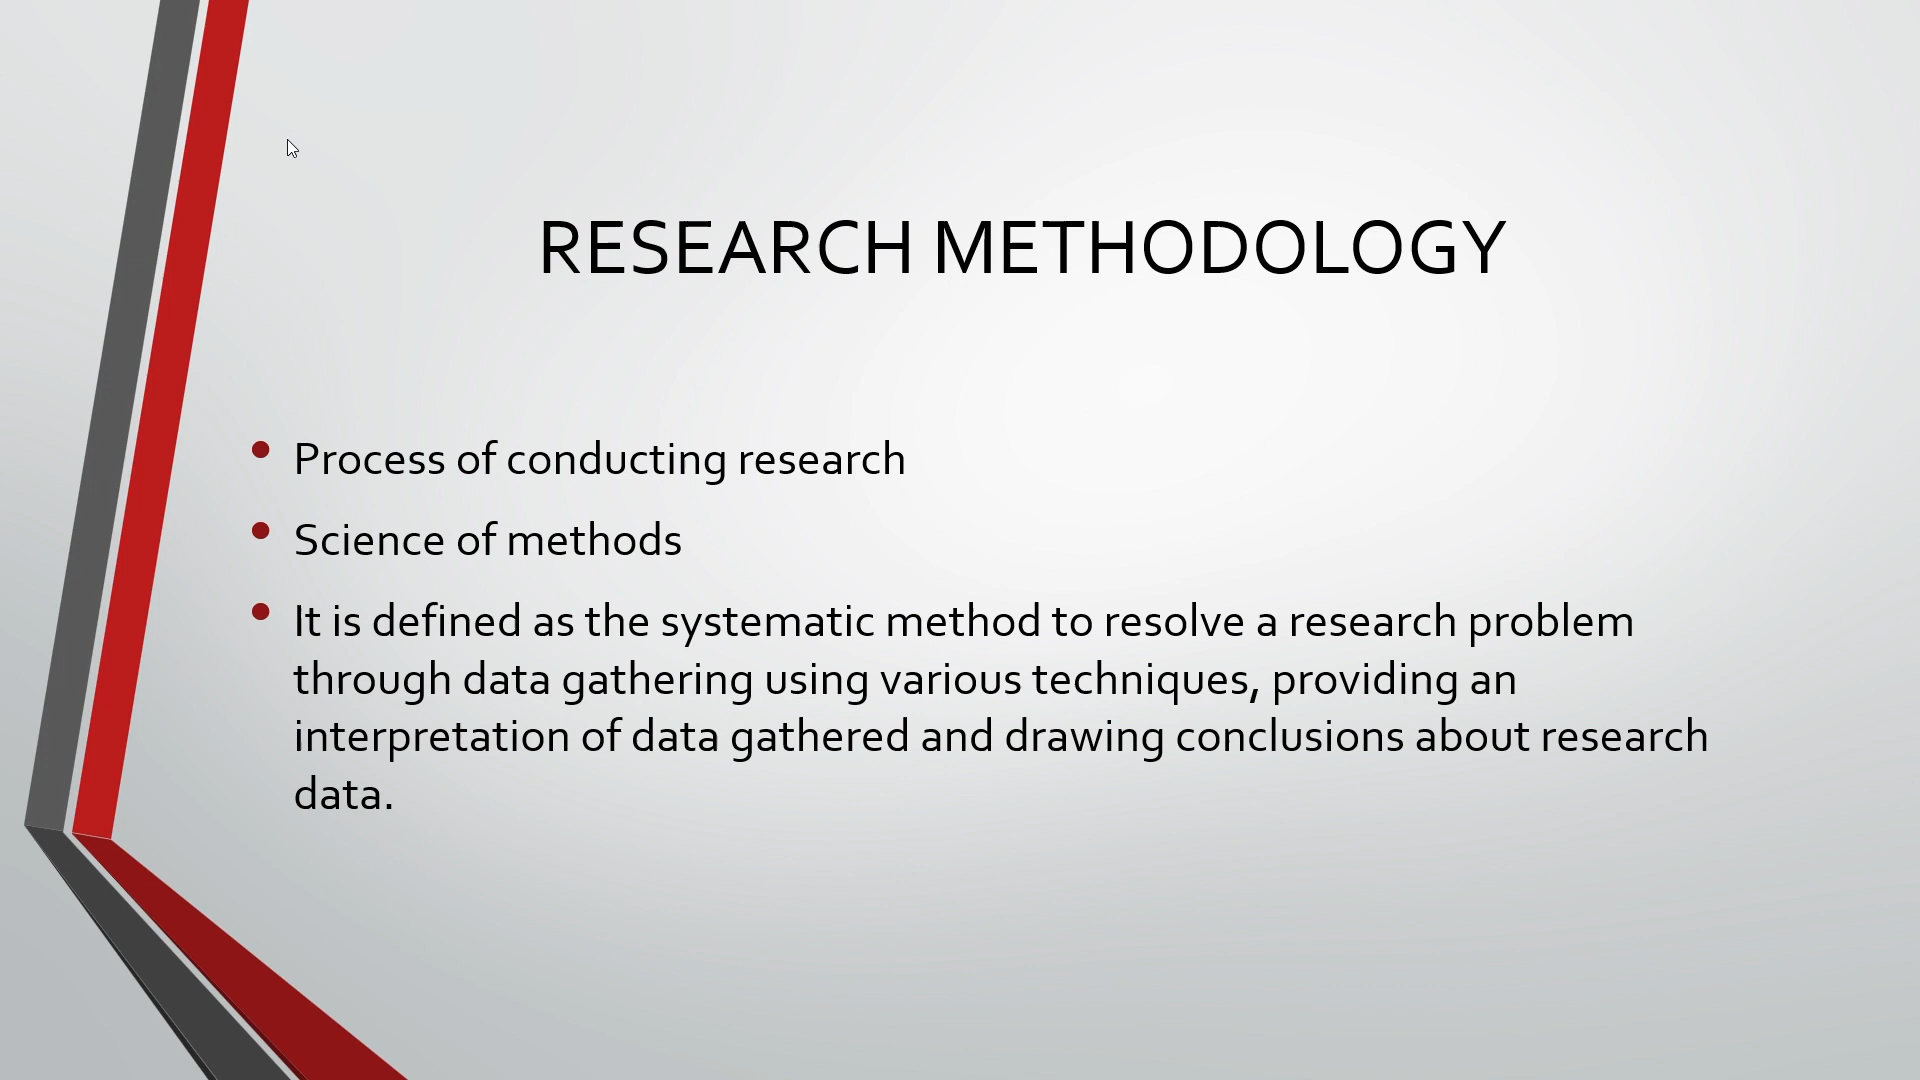 RESEARCH METHODOLOGY
• Process of conducting research
• Science of methods
• It is defined as the systematic method to resolve a research problem
through data gathering using various techniques, providing an
interpretation of data gathered and drawing conclusions about research
data.